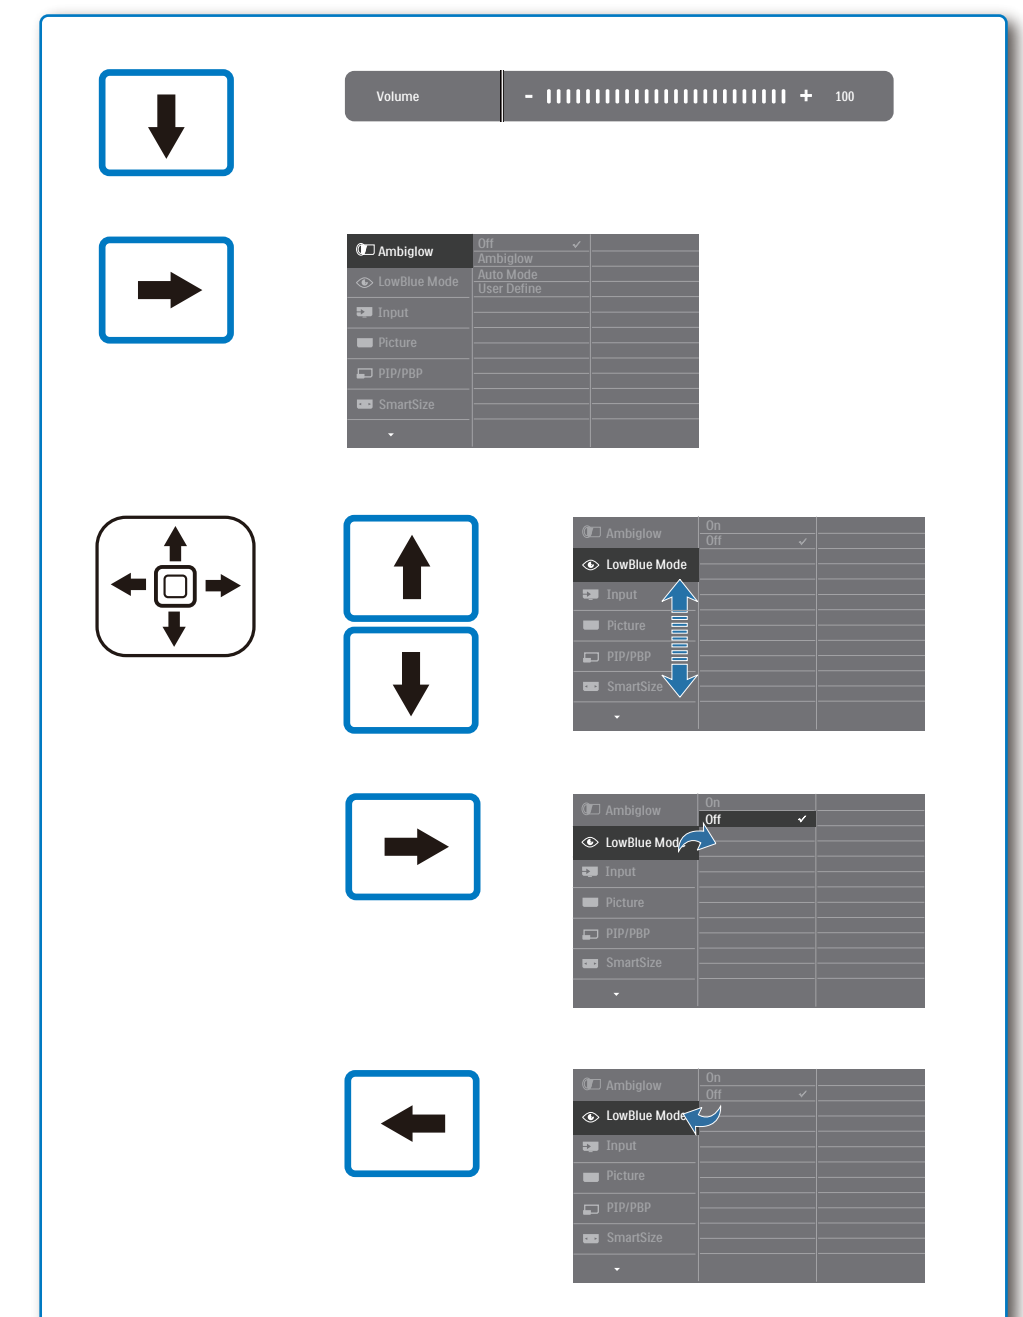 Volume - + 100
Ambiglow
LowBlue Mode
Input
Picture
PIP/PBP
SmartSize
Off
Ambiglow
Auto Mode
User Define
Ambiglow
LowBlue Mode
Input
Picture
PIP/PBP
SmartSize
On
Off
Ambiglow
LowBlue Mod
Input
Picture
PIP/PBP
SmartSize
On
Off
Ambiglow
LowBlue Mode
Input
Picture
PIP/PBP
SmartSize
On
Off